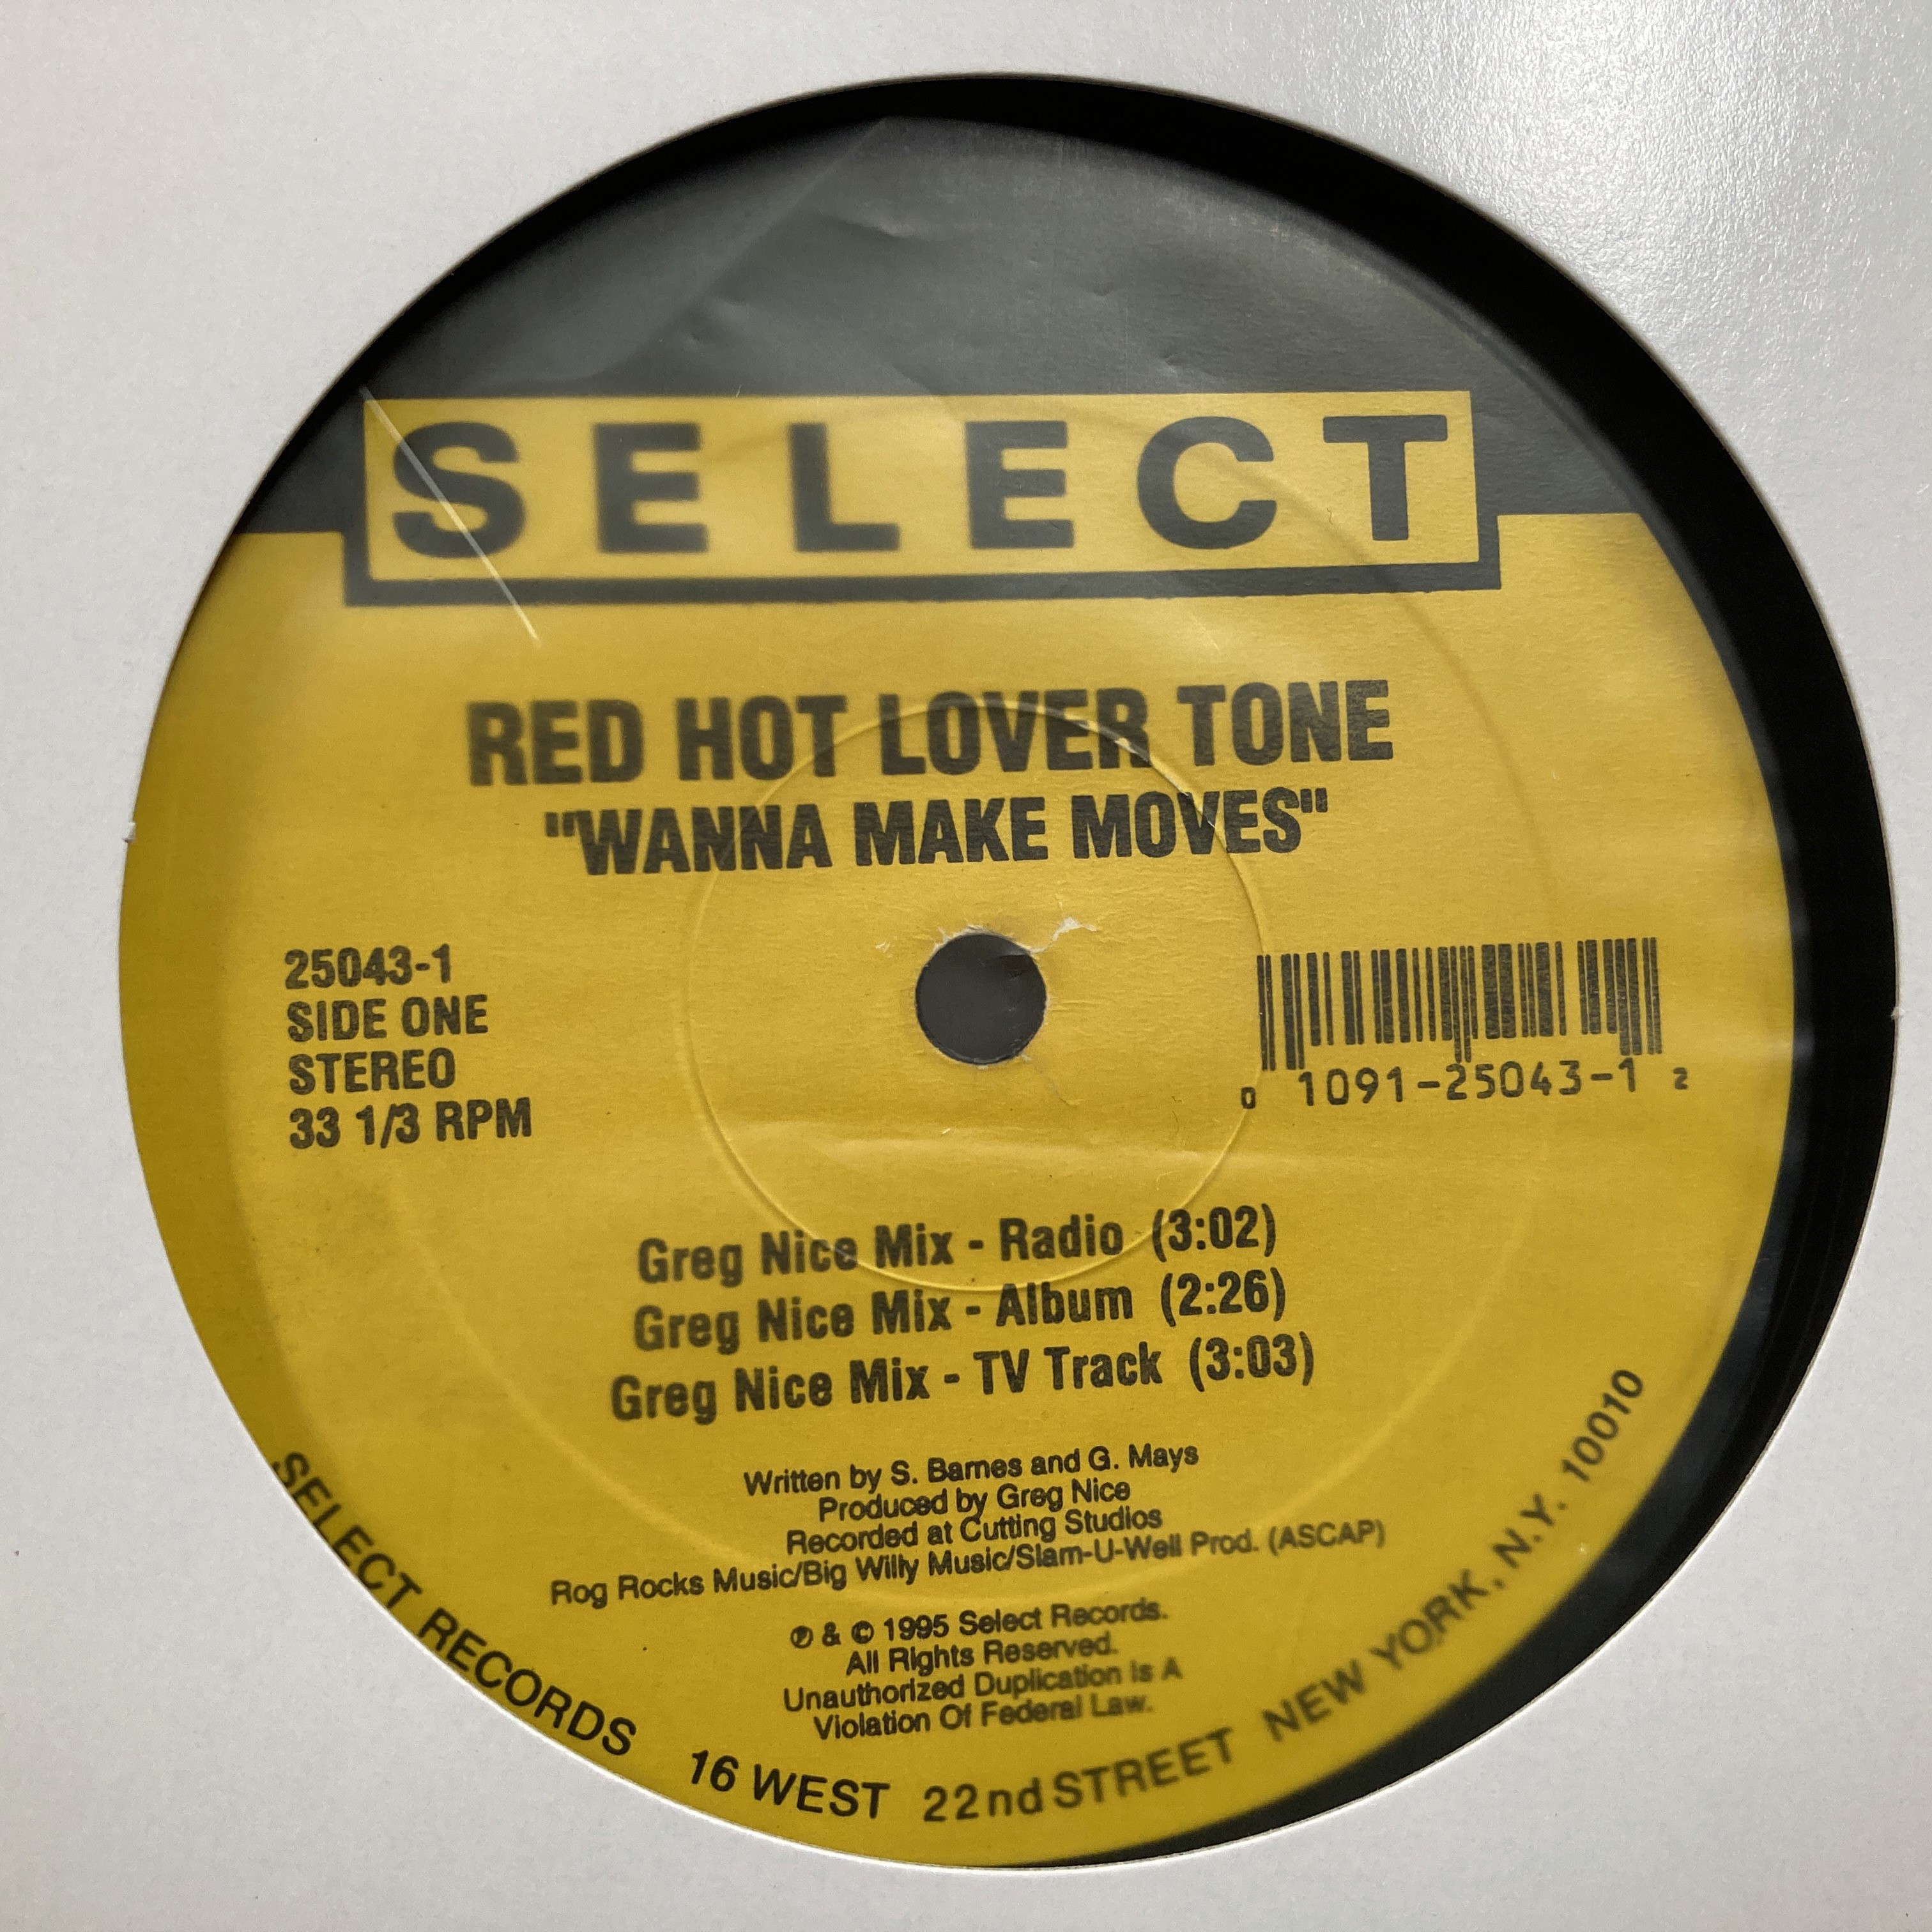 SELECT
RED HOT LOVER TONE
"WANNA MAKE MOVES"
25043-1
SIDE ONE
STEREO
33 1/3 RPM
0 1091-25043-1 2
Greg Nice Mix - Radio (3:02)
Greg Nice Mix - Album (2:26)
Greg Nice Mix - TV Track (3:03)
Written by S. Barnes and G. Mays
Produced by Greg Nice
Recorded at Cutting Studios
Rog Rocks Music/Big Willy Music/Slam-U-Well Prod. (ASCAP)
℗ & © 1995 Select Records.
All Rights Reserved.
Unauthorized Duplication Is A
Violation Of Federal Law.
SELECT RECORDS 16 WEST 22nd STREET NEW YORK, N.Y. 10010